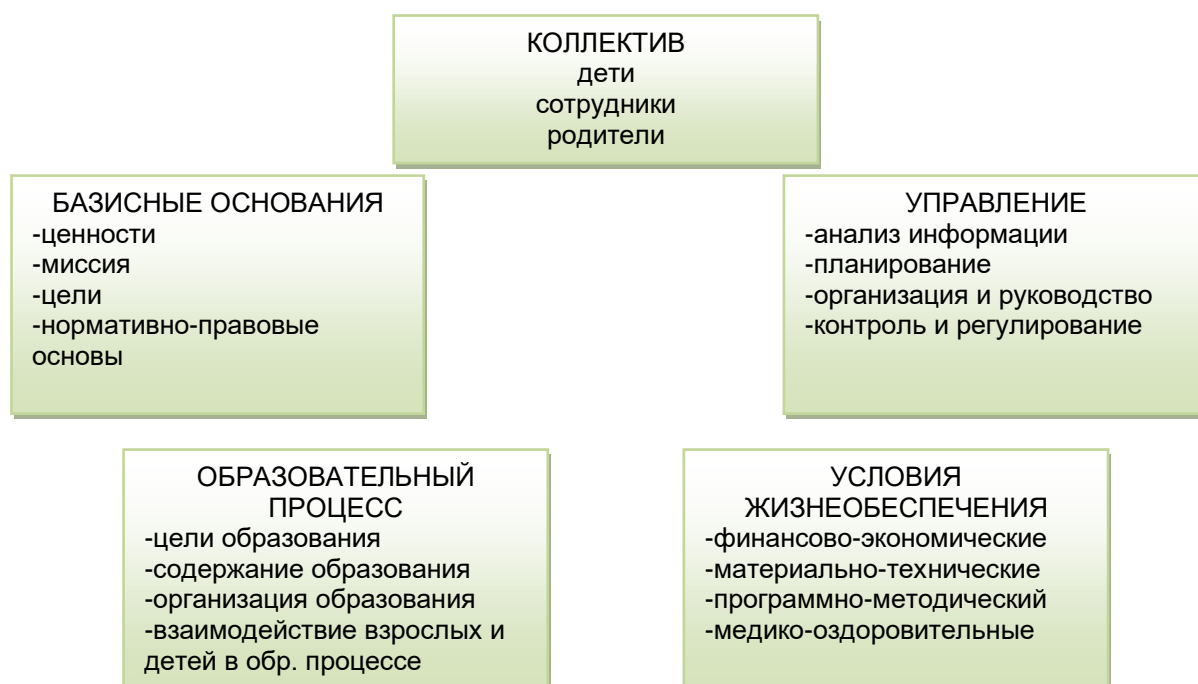 КОЛЛЕКТИВ
дети
сотрудники
родители
БАЗИСНЫЕ ОСНОВАНИЯ
-ценности
-миссия
-цели
-нормативно-правовые
основы
УПРАВЛЕНИЕ
-анализ информации
-планирование
-организация и руководство
-контроль и регулирование
ОБРАЗОВАТЕЛЬНЫЙ
ПРОЦЕСС
-цели образования
-содержание образования
-организация образования
-взаимодействие взрослых и
детей в обр. процессе
УСЛОВИЯ
ЖИЗНЕОБЕСПЕЧЕНИЯ
-финансово-экономические
-материально-технические
-программно-методический
-медико-оздоровительные